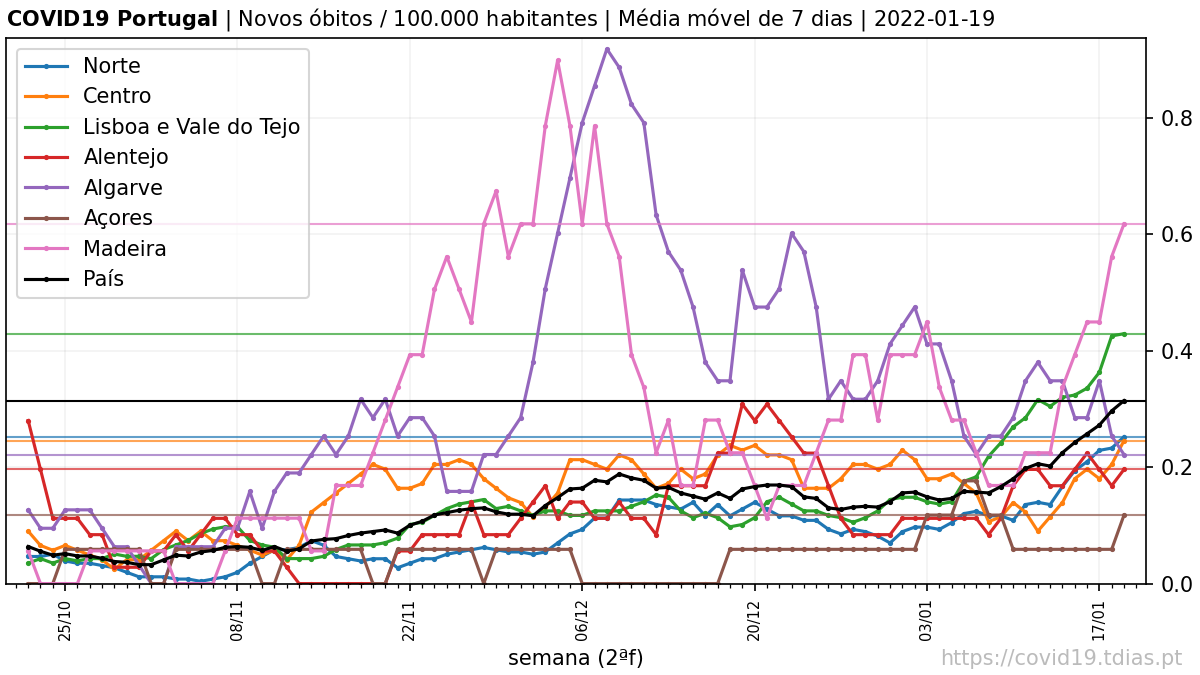 COVID19 Portugal | Novos óbitos / 100.000 habitantes | Média móvel de 7 dias | 2022-01-19
Norte
Centro
Lisboa e Vale do Tejo
Alentejo
Algarve
Açores
Madeira
País
0.8
0.6
0.4
0.2
0.0
25/10
08/11
22/11
06/12
20/12
03/01
17/01
semana (2ªf)
https://covid19.tdias.pt